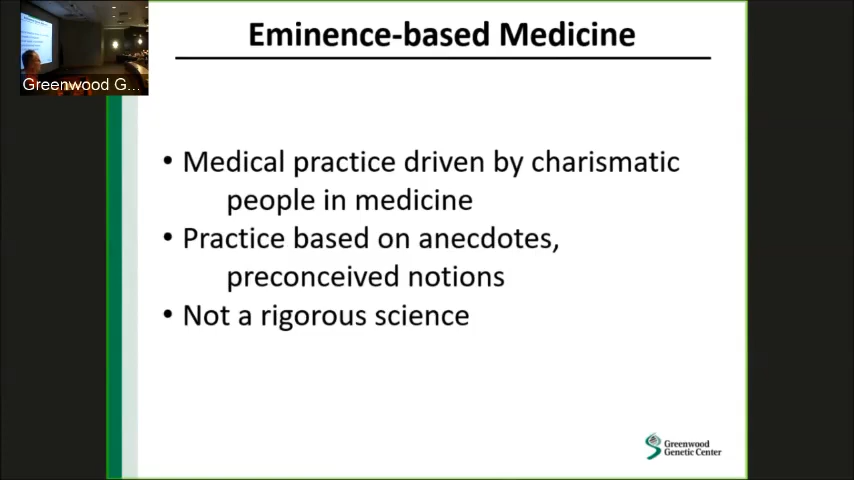 Eminence-based Medicine
Greenwood G...
• Medical practice driven by charismatic
people in medicine
• Practice based on anecdotes,
preconceived notions
• Not a rigorous science
Greenwood
Genetic Center